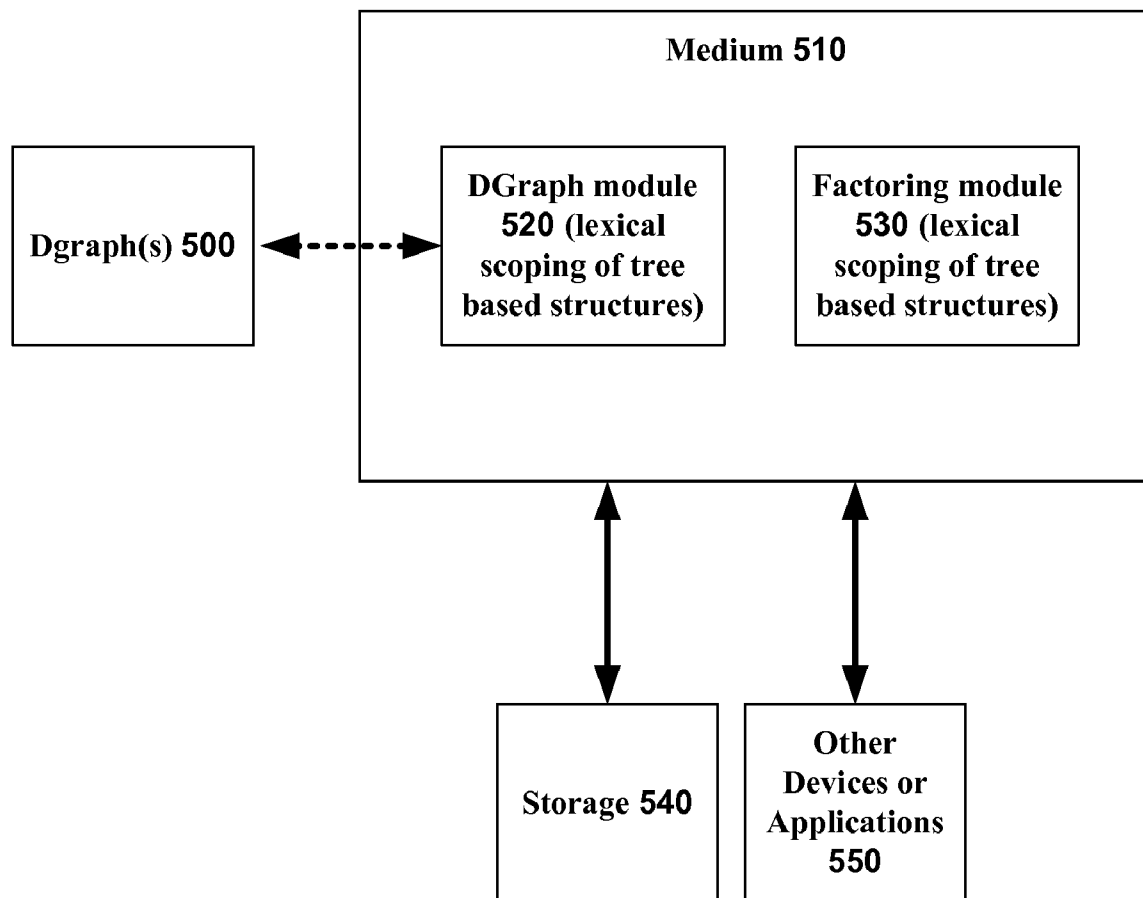 Medium 510
Dgraph(s) 500
DGraph module
520 (lexical
scoping of tree
based structures)
Factoring module
530 (lexical
scoping of tree
based structures)
Storage 540
Other
Devices or
Applications
550